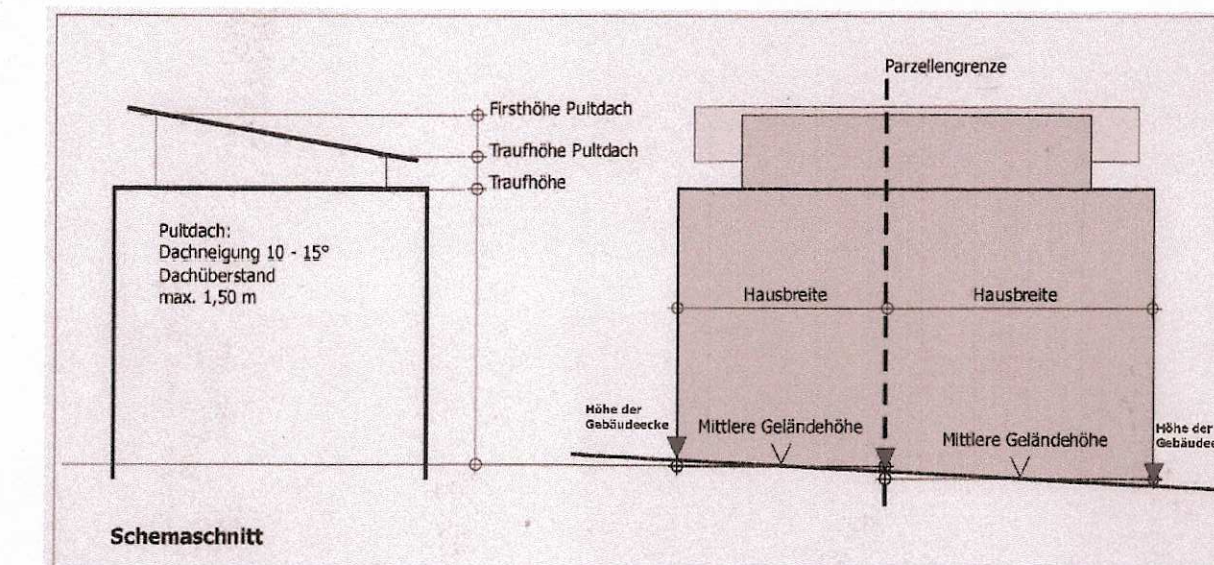 Parzellengrenze
Firsthöhe Pultdach
Traufhöhe Pultdach
Traufhöhe
Pultdach:
Dachneigung 10 - 15°
Dachüberstand
max. 1,50 m
Hausbreite
Hausbreite
Höhe der
Gebäudeecke
Mittlere Geländehöhe
Mittlere Geländehöhe
Höhe der
Schemaschnitt